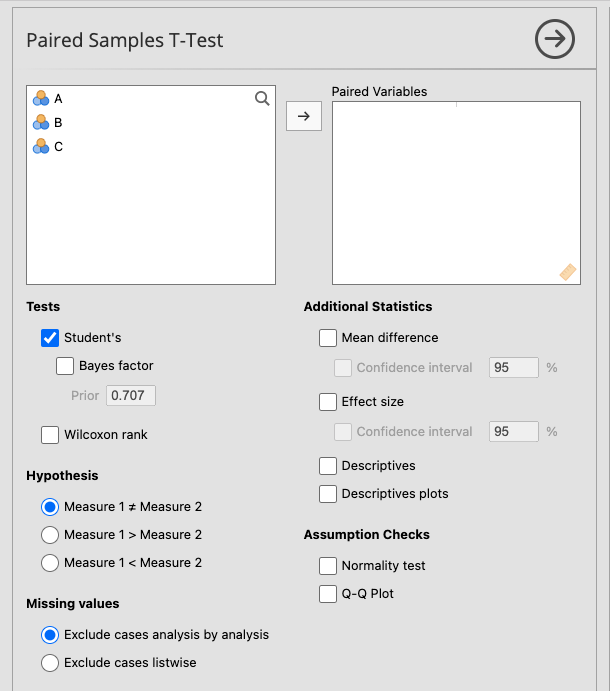 Paired Samples T-Test
A
B
C
Paired Variables
Tests
Student's
Bayes factor
Prior 0.707
Wilcoxon rank
Hypothesis
Measure 1 ≠ Measure 2
Measure 1 > Measure 2
Measure 1 < Measure 2
Missing values
Exclude cases analysis by analysis
Exclude cases listwise
Additional Statistics
Mean difference
Confidence interval 95 %
Effect size
Confidence interval 95 %
Descriptives
Descriptives plots
Assumption Checks
Normality test
Q-Q Plot